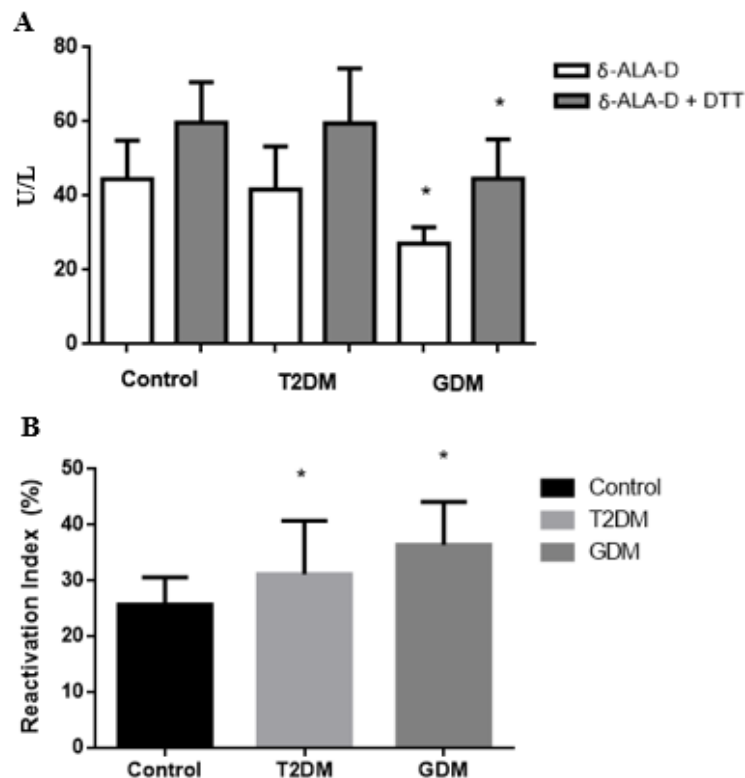 A
80
60
40
20
0
U/L
δ-ALA-D
δ-ALA-D + DTT
*
*
Control T2DM GDM
B
50
40
30
20
10
0
Reactivation Index (%)
*
*
Control
T2DM
GDM
Control T2DM GDM